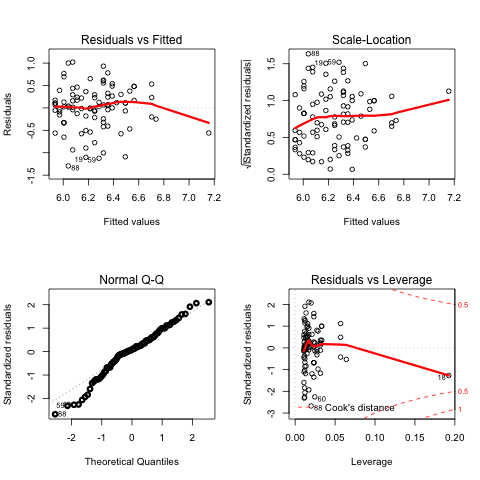 Residuals vs Fitted
Residuals
1.0
0.5
-0.5
-1.5
19
59
88
6.0 6.2 6.4 6.6 6.8 7.0 7.2
Fitted values
Scale-Location
√|Standardized residuals|
1.5
1.0
0.5
0.0
88
19
59
6.0 6.2 6.4 6.6 6.8 7.0 7.2
Fitted values
Normal Q-Q
Standardized residuals
2
1
0
-1
-2
59
88
-2 -1 0 1 2
Theoretical Quantiles
Residuals vs Leverage
Standardized residuals
2
1
0
-1
-2
-3
0.5
18
0.5
60
88
Cook's distance
1
0.00 0.05 0.10 0.15 0.20
Leverage